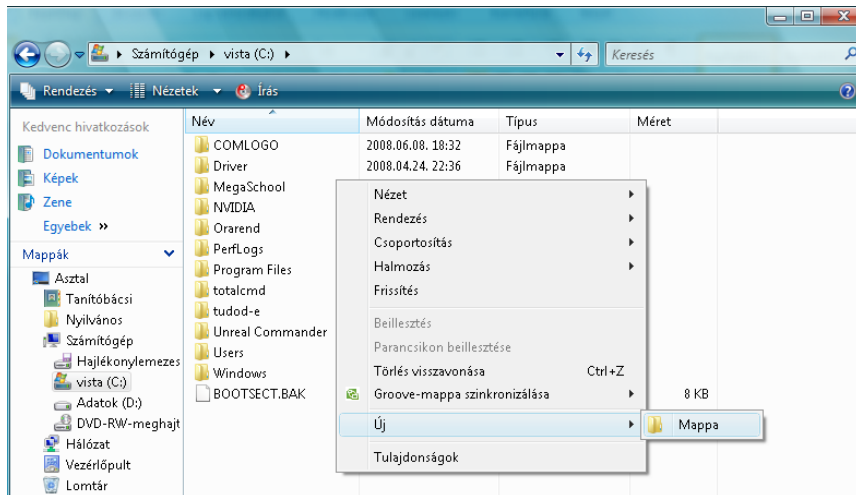 Számítógép ▸ vista (C:) ▸
Keresés
Rendezés Nézetek Írás
Kedvenc hivatkozások
Dokumentumok
Képek
Zene
Egyebek »
Mappák
Asztal
Tanítóbácsi
Nyilvános
Számítógép
Hajlékonylemezes
vista (C:)
Adatok (D:)
DVD-RW-meghajt
Hálózat
Vezérlőpult
Lomtár
Név Módosítás dátuma Típus Méret
COMLOGO 2008.06.08. 18:32 Fájlmappa
Driver 2008.04.24. 22:36 Fájlmappa
MegaSchool
NVIDIA
Orarend
PerfLogs
Program Files
totalcmd
tudod-e
Unreal Commander
Users
Windows
BOOTSECT.BAK 8 KB
Nézet
Rendezés
Csoportosítás
Halmozás
Frissítés
Beillesztés
Parancsikon beillesztése
Törlés visszavonása Ctrl+Z
Groove-mappa szinkronizálása
Új
Mappa
Tulajdonságok